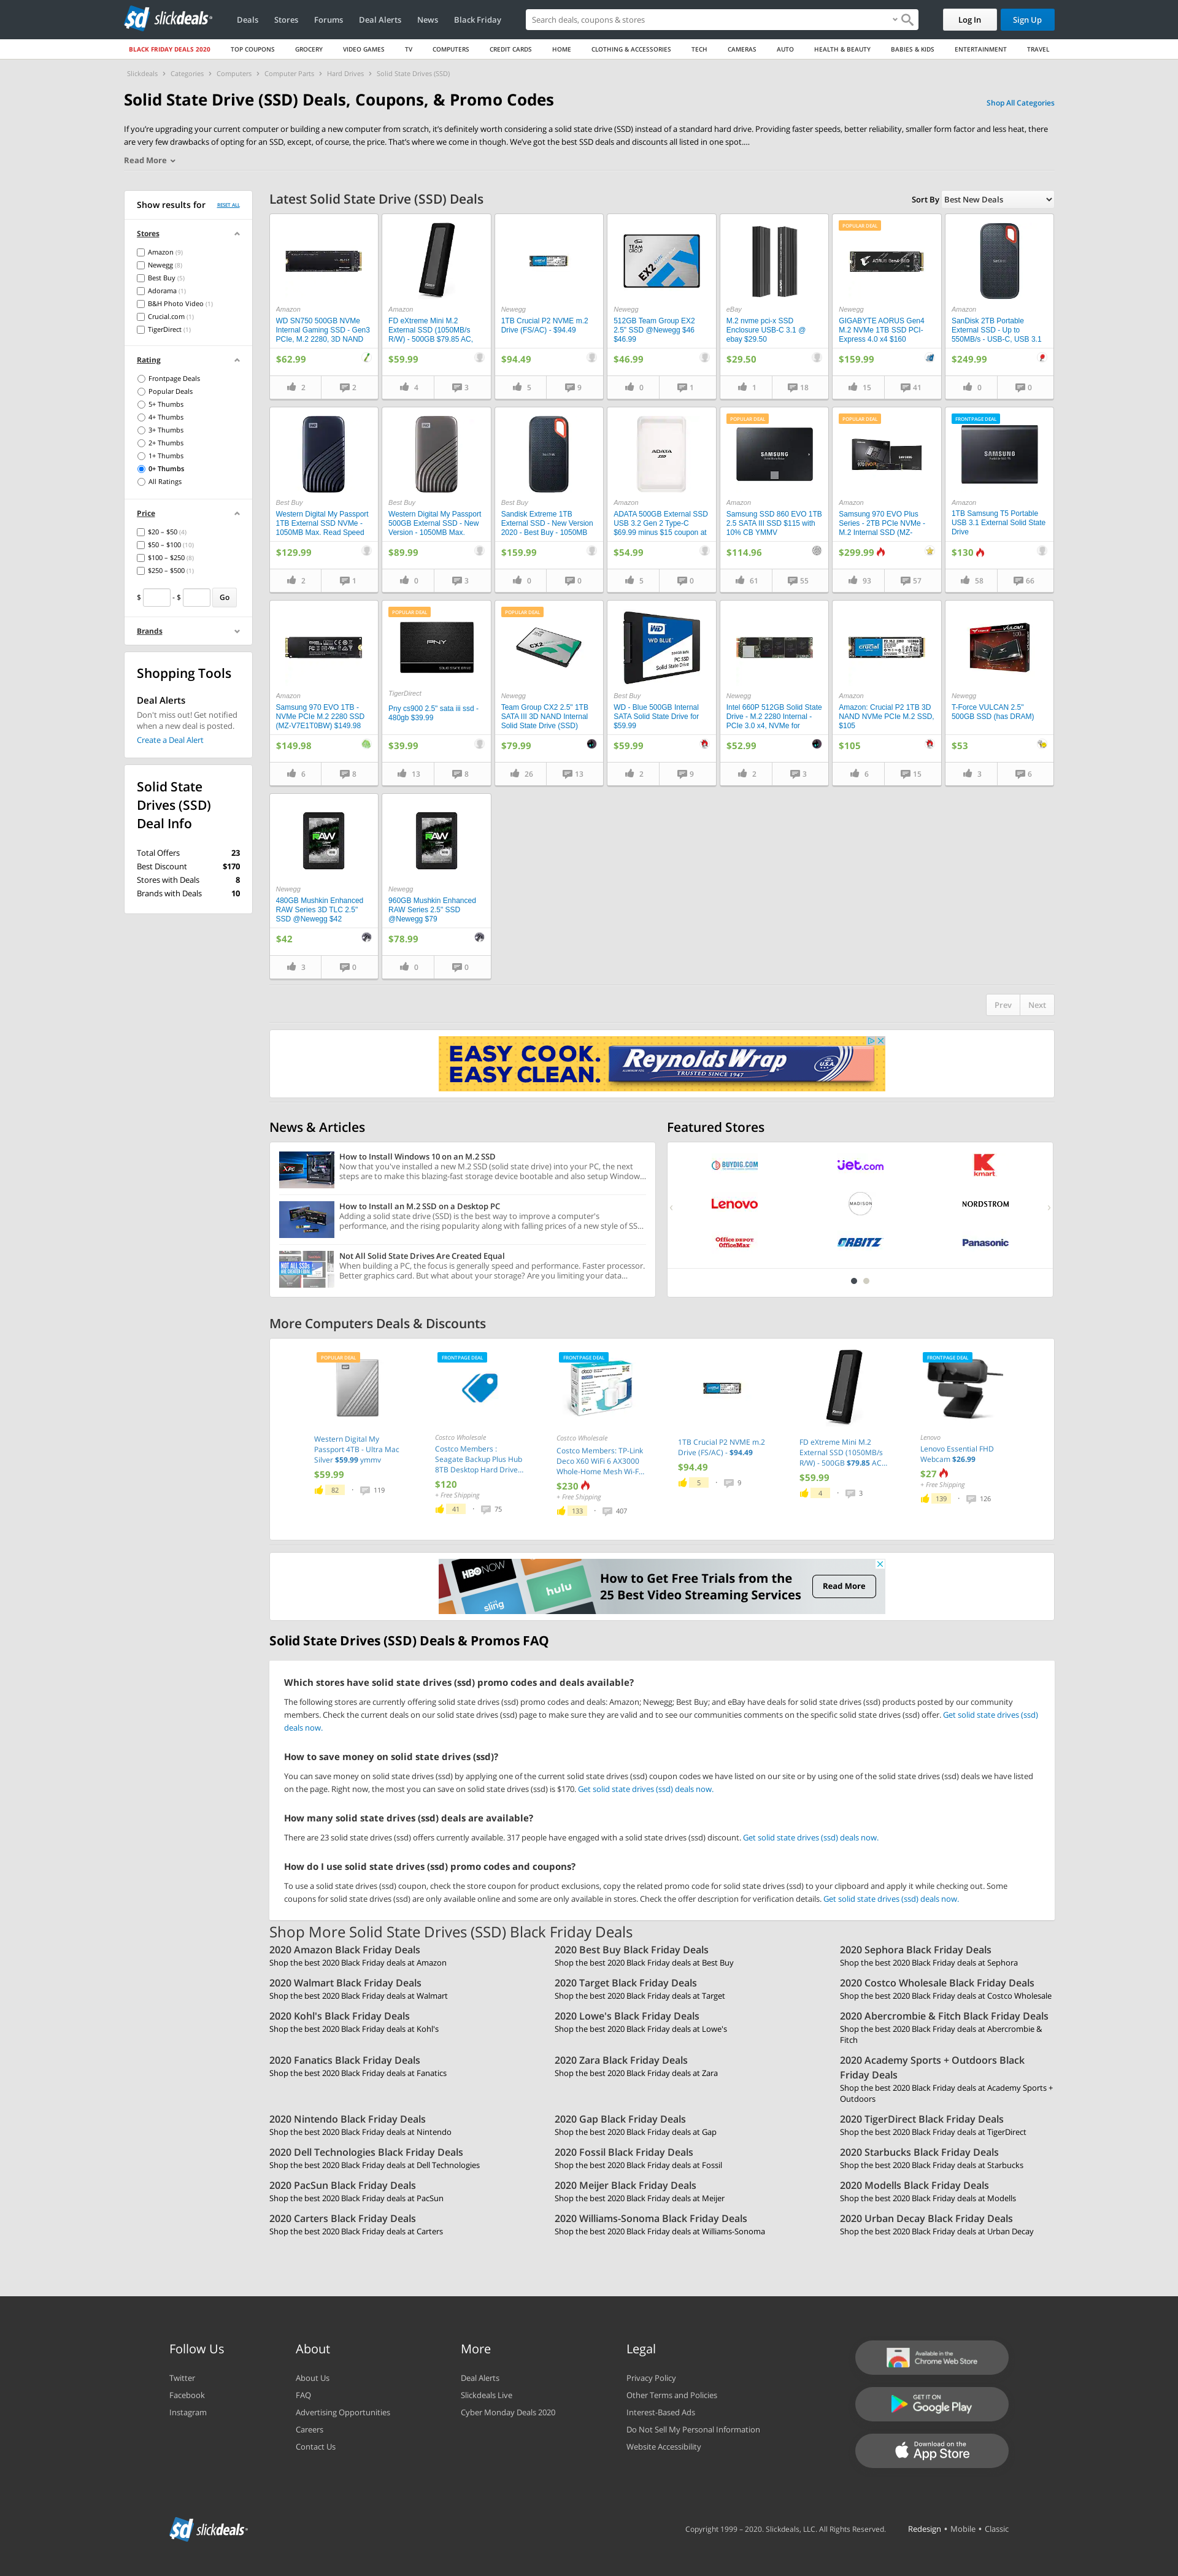 sd slickdeals
Deals Stores Forums Deal Alerts News Black Friday
Search deals, coupons & stores
Log In
Sign Up
BLACK FRIDAY DEALS 2020 TOP COUPONS GROCERY VIDEO GAMES TV COMPUTERS CREDIT CARDS HOME CLOTHING & ACCESSORIES TECH CAMERAS AUTO HEALTH & BEAUTY BABIES & KIDS ENTERTAINMENT TRAVEL
Slickdeals > Categories > Computers > Computer Parts > Hard Drives > Solid State Drives (SSD)
Solid State Drive (SSD) Deals, Coupons, & Promo Codes
Shop All Categories
If you're upgrading your current computer or building a new computer from scratch, it's definitely worth considering a solid state drive (SSD) instead of a standard hard drive. Providing faster speeds, better reliability, smaller form factor and less heat, there
are very few drawbacks of opting for an SSD, except, of course, the price. That's where we come in though. We've got the best SSD deals and discounts all listed in one spot....
Read More
Show results for RESET ALL
Stores
Amazon (9)
Newegg (8)
Best Buy (5)
Adorama (1)
B&H Photo Video (1)
Crucial.com (1)
TigerDirect (1)
Rating
Frontpage Deals
Popular Deals
5+ Thumbs
4+ Thumbs
3+ Thumbs
2+ Thumbs
1+ Thumbs
0+ Thumbs
All Ratings
Price
$20 – $50 (4)
$50 – $100 (10)
$100 – $250 (8)
$250 – $500 (1)
$ - $ Go
Brands
Shopping Tools
Deal Alerts
Don't miss out! Get notified
when a new deal is posted.
Create a Deal Alert
Solid State
Drives (SSD)
Deal Info
Total Offers 23
Best Discount $170
Stores with Deals 8
Brands with Deals 10
Latest Solid State Drive (SSD) Deals
Sort By Best New Deals
Amazon
WD SN750 500GB NVMe
Internal Gaming SSD - Gen3
PCIe, M.2 2280, 3D NAND
$62.99
2 2
Amazon
FD eXtreme Mini M.2
External SSD (1050MB/s
R/W) - 500GB $79.85 AC,
$59.99
4 3
Newegg
1TB Crucial P2 NVME m.2
Drive (FS/AC) - $94.49
$94.49
5 9
TEAMGROUP
EX2
Newegg
512GB Team Group EX2
2.5" SSD @Newegg $46
$46.99
$46.99
0 1
eBay
M.2 nvme pci-x SSD
Enclosure USB-C 3.1 @
ebay $29.50
$29.50
1 18
POPULAR DEAL
AORUS Gen4 SSD
Newegg
GIGABYTE AORUS Gen4
M.2 NVMe 1TB SSD PCI-
Express 4.0 x4 $160
$159.99
15 41
Amazon
SanDisk 2TB Portable
External SSD - Up to
550MB/s - USB-C, USB 3.1
$249.99
0 0
Best Buy
Western Digital My Passport
1TB External SSD NVMe -
1050MB Max. Read Speed
$129.99
2 1
Best Buy
Western Digital My Passport
500GB External SSD - New
Version - 1050MB Max.
$89.99
0 3
Best Buy
Sandisk Extreme 1TB
External SSD - New Version
2020 - Best Buy - 1050MB
$159.99
0 0
ADATA
Amazon
ADATA 500GB External SSD
USB 3.2 Gen 2 Type-C
$69.99 minus $15 coupon at
$54.99
5 0
POPULAR DEAL
SAMSUNG
Amazon
Samsung SSD 860 EVO 1TB
2.5 SATA III SSD $115 with
10% CB YMMV
$114.96
61 55
POPULAR DEAL
Amazon
Samsung 970 EVO Plus
Series - 2TB PCIe NVMe -
M.2 Internal SSD (MZ-
$299.99
93 57
FRONTPAGE DEAL
SAMSUNG
Amazon
1TB Samsung T5 Portable
USB 3.1 External Solid State
Drive
$130
58 66
Amazon
Samsung 970 EVO 1TB -
NVMe PCIe M.2 2280 SSD
(MZ-V7E1T0BW) $149.98
$149.98
6 8
POPULAR DEAL
PNY
TigerDirect
Pny cs900 2.5" sata iii ssd -
480gb $39.99
$39.99
13 8
POPULAR DEAL
CX2
Newegg
Team Group CX2 2.5" 1TB
SATA III 3D NAND Internal
Solid State Drive (SSD)
$79.99
26 13
WD BLUE
Best Buy
WD - Blue 500GB Internal
SATA Solid State Drive for
$59.99
$59.99
2 9
Newegg
Intel 660P 512GB Solid State
Drive - M.2 2280 Internal -
PCIe 3.0 x4, NVMe for
$52.99
2 3
crucial
Amazon
Amazon: Crucial P2 1TB 3D
NAND NVMe PCIe M.2 SSD,
$105
$105
6 15
VULCAN
Newegg
T-Force VULCAN 2.5"
500GB SSD (has DRAM)
$53
3 6
RAW
Newegg
480GB Mushkin Enhanced
RAW Series 3D TLC 2.5"
SSD @Newegg $42
$42
3 0
RAW
Newegg
960GB Mushkin Enhanced
RAW Series 2.5" SSD
@Newegg $79
$78.99
0 0
Prev Next
EASY COOK.
EASY CLEAN.
Reynolds Wrap
TRUSTED SINCE 1947
News & Articles
How to Install Windows 10 on an M.2 SSD
Now that you've installed a new M.2 SSD (solid state drive) into your PC, the next
steps are to make this blazing-fast storage device bootable and also setup Window...
How to Install an M.2 SSD on a Desktop PC
Adding a solid state drive (SSD) is the best way to improve a computer's
performance, and the rising popularity along with falling prices of a new style of SS...
NOT ALL SSDs
ARE CREATED EQUAL
Not All Solid State Drives Are Created Equal
When building a PC, the focus is generally speed and performance. Faster processor.
Better graphics card. But what about your storage? Are you limiting your data...
Featured Stores
BUYDIG.COM
jet.com
kmart
Lenovo
MADISON
NORDSTROM
Office DEPOT
OfficeMax
ORBITZ
Panasonic
More Computers Deals & Discounts
POPULAR DEAL
Western Digital My
Passport 4TB - Ultra Mac
Silver $59.99 ymmv
$59.99
82 · 119
FRONTPAGE DEAL
Costco Wholesale
Costco Members :
Seagate Backup Plus Hub
8TB Desktop Hard Drive...
$120
+ Free Shipping
41 · 75
FRONTPAGE DEAL
Costco Wholesale
Costco Members: TP-Link
Deco X60 WiFi 6 AX3000
Whole-Home Mesh Wi-F...
$230
+ Free Shipping
133 · 407
1TB Crucial P2 NVME m.2
Drive (FS/AC) - $94.49
$94.49
5 · 9
FD eXtreme Mini M.2
External SSD (1050MB/s
R/W) - 500GB $79.85 AC...
$59.99
4 · 3
FRONTPAGE DEAL
Lenovo
Lenovo Essential FHD
Webcam $26.99
$27
+ Free Shipping
139 · 126
HBO NOW
hulu
sling
How to Get Free Trials from the
25 Best Video Streaming Services
Read More
Solid State Drives (SSD) Deals & Promos FAQ
Which stores have solid state drives (ssd) promo codes and deals available?
The following stores are currently offering solid state drives (ssd) promo codes and deals: Amazon; Newegg; Best Buy; and eBay have deals for solid state drives (ssd) products posted by our community
members. Check the current deals on our solid state drives (ssd) page to make sure they are valid and to see our communities comments on the specific solid state drives (ssd) offer. Get solid state drives (ssd)
deals now.
How to save money on solid state drives (ssd)?
You can save money on solid state drives (ssd) by applying one of the current solid state drives (ssd) coupon codes we have listed on our site or by using one of the solid state drives (ssd) deals we have listed
on the page. Right now, the most you can save on solid state drives (ssd) is $170. Get solid state drives (ssd) deals now.
How many solid state drives (ssd) deals are available?
There are 23 solid state drives (ssd) offers currently available. 317 people have engaged with a solid state drives (ssd) discount. Get solid state drives (ssd) deals now.
How do I use solid state drives (ssd) promo codes and coupons?
To use a solid state drives (ssd) coupon, check the store coupon for product exclusions, copy the related promo code for solid state drives (ssd) to your clipboard and apply it while checking out. Some
coupons for solid state drives (ssd) are only available online and some are only available in stores. Check the offer description for verification details. Get solid state drives (ssd) deals now.
Shop More Solid State Drives (SSD) Black Friday Deals
2020 Amazon Black Friday Deals
Shop the best 2020 Black Friday deals at Amazon
2020 Best Buy Black Friday Deals
Shop the best 2020 Black Friday deals at Best Buy
2020 Sephora Black Friday Deals
Shop the best 2020 Black Friday deals at Sephora
2020 Walmart Black Friday Deals
Shop the best 2020 Black Friday deals at Walmart
2020 Target Black Friday Deals
Shop the best 2020 Black Friday deals at Target
2020 Costco Wholesale Black Friday Deals
Shop the best 2020 Black Friday deals at Costco Wholesale
2020 Kohl's Black Friday Deals
Shop the best 2020 Black Friday deals at Kohl's
2020 Lowe's Black Friday Deals
Shop the best 2020 Black Friday deals at Lowe's
2020 Abercrombie & Fitch Black Friday Deals
Shop the best 2020 Black Friday deals at Abercrombie &
Fitch
2020 Fanatics Black Friday Deals
Shop the best 2020 Black Friday deals at Fanatics
2020 Zara Black Friday Deals
Shop the best 2020 Black Friday deals at Zara
2020 Academy Sports + Outdoors Black
Friday Deals
Shop the best 2020 Black Friday deals at Academy Sports +
Outdoors
2020 Nintendo Black Friday Deals
Shop the best 2020 Black Friday deals at Nintendo
2020 Gap Black Friday Deals
Shop the best 2020 Black Friday deals at Gap
2020 TigerDirect Black Friday Deals
Shop the best 2020 Black Friday deals at TigerDirect
2020 Dell Technologies Black Friday Deals
Shop the best 2020 Black Friday deals at Dell Technologies
2020 Fossil Black Friday Deals
Shop the best 2020 Black Friday deals at Fossil
2020 Starbucks Black Friday Deals
Shop the best 2020 Black Friday deals at Starbucks
2020 PacSun Black Friday Deals
Shop the best 2020 Black Friday deals at PacSun
2020 Meijer Black Friday Deals
Shop the best 2020 Black Friday deals at Meijer
2020 Modells Black Friday Deals
Shop the best 2020 Black Friday deals at Modells
2020 Carters Black Friday Deals
Shop the best 2020 Black Friday deals at Carters
2020 Williams-Sonoma Black Friday Deals
Shop the best 2020 Black Friday deals at Williams-Sonoma
2020 Urban Decay Black Friday Deals
Shop the best 2020 Black Friday deals at Urban Decay
Follow Us
Twitter
Facebook
Instagram
About
About Us
FAQ
Advertising Opportunities
Careers
Contact Us
More
Deal Alerts
Slickdeals Live
Cyber Monday Deals 2020
Legal
Privacy Policy
Other Terms and Policies
Interest-Based Ads
Do Not Sell My Personal Information
Website Accessibility
Available in the
Chrome Web Store
GET IT ON
Google Play
Download on the
App Store
sd slickdeals
Copyright 1999 – 2020. Slickdeals, LLC. All Rights Reserved.
Redesign • Mobile • Classic